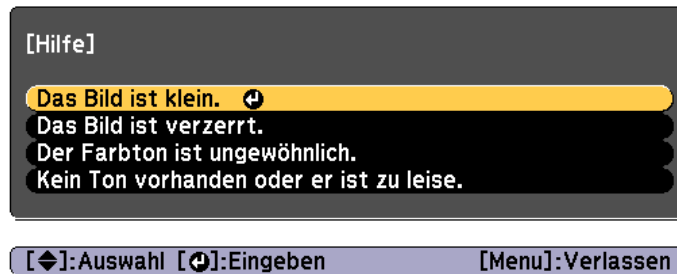 [Hilfe]
Das Bild ist klein.
Das Bild ist verzerrt.
Der Farbton ist ungewöhnlich.
Kein Ton vorhanden oder er ist zu leise.
[◆]:Auswahl [⏎]:Eingeben [Menu]:Verlassen